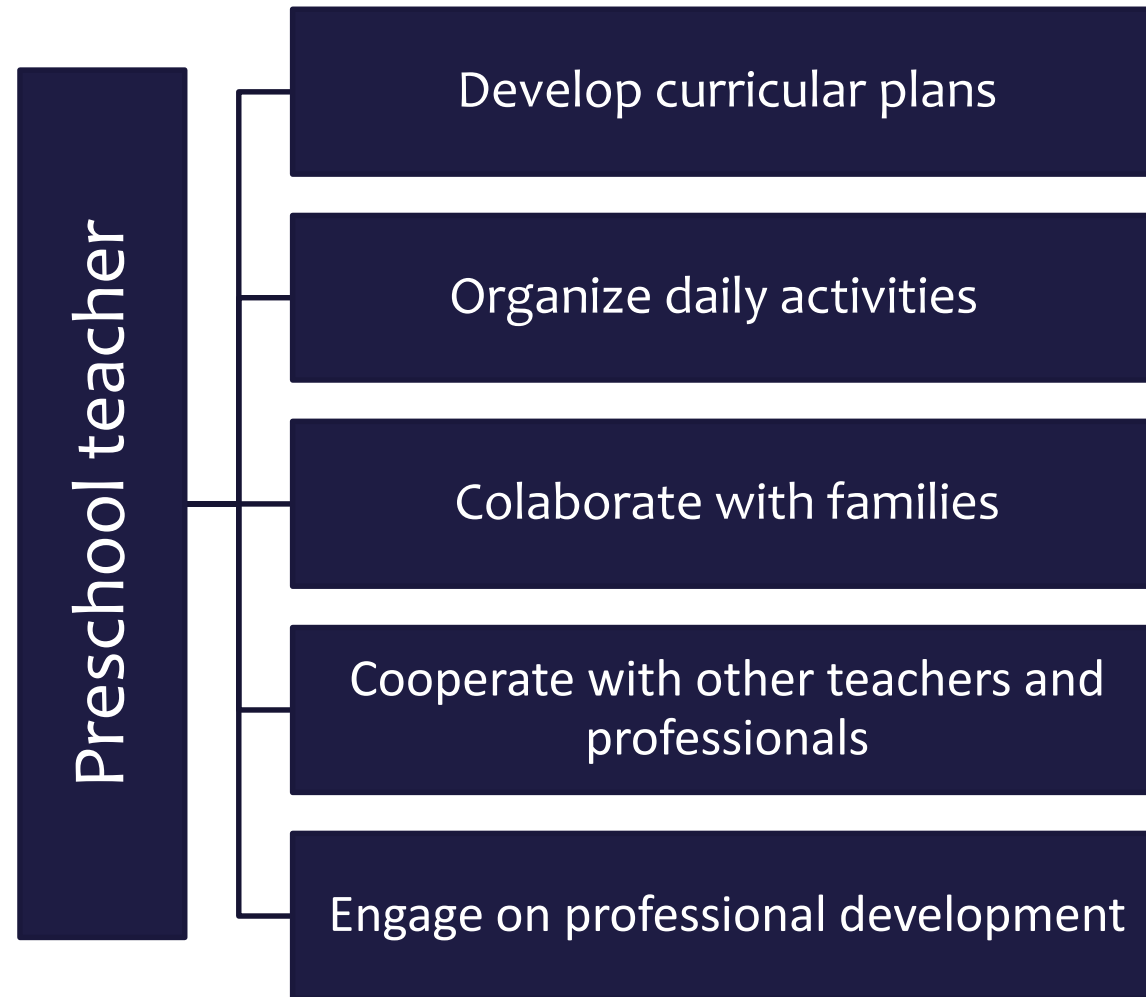 Preschool teacher
Develop curricular plans
Organize daily activities
Colaborate with families
Cooperate with other teachers and
professionals
Engage on professional development